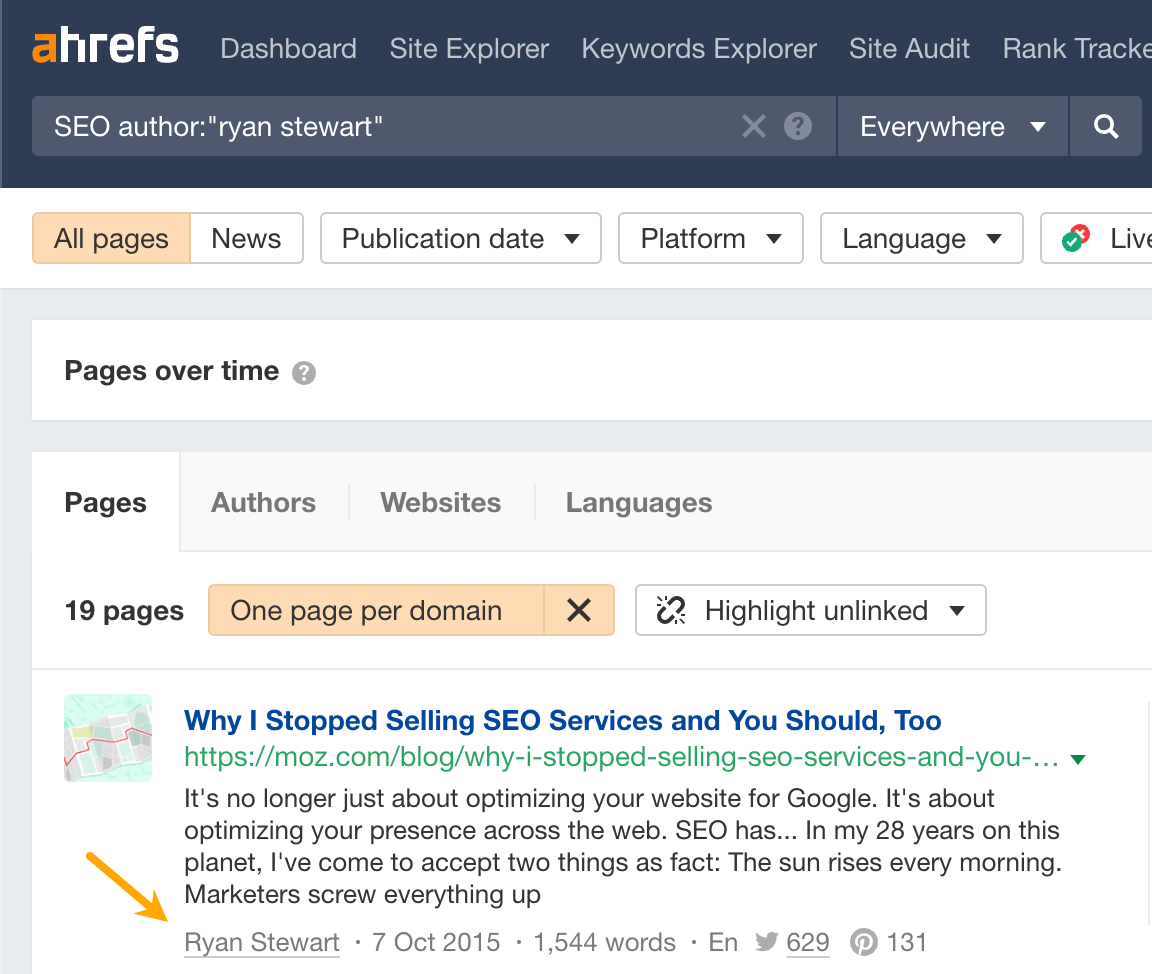 ahrefs Dashboard Site Explorer Keywords Explorer Site Audit Rank Tracke
SEO author:"ryan stewart" Everywhere
All pages News Publication date Platform Language Live
Pages over time
Pages Authors Websites Languages
19 pages One page per domain Highlight unlinked
Why I Stopped Selling SEO Services and You Should, Too
https://moz.com/blog/why-i-stopped-selling-seo-services-and-you-…
It's no longer just about optimizing your website for Google. It's about
optimizing your presence across the web. SEO has... In my 28 years on this
planet, I've come to accept two things as fact: The sun rises every morning.
Marketers screw everything up
Ryan Stewart · 7 Oct 2015 · 1,544 words · En 629 131